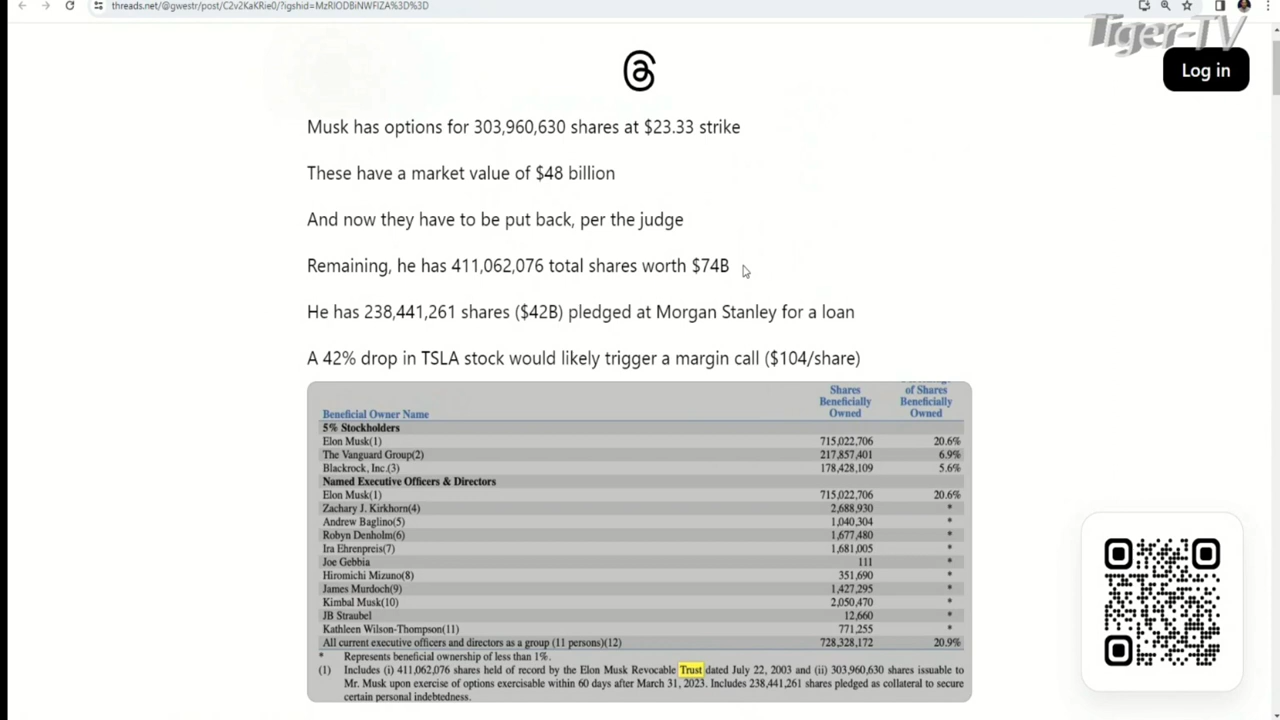 threads.net/@gwestr/post/C2v2KaKRie0/?igshid=MzRlODBiNWFlZA%3D%3D
Tiger-TV
Log in
Musk has options for 303,960,630 shares at $23.33 strike
These have a market value of $48 billion
And now they have to be put back, per the judge
Remaining, he has 411,062,076 total shares worth $74B
He has 238,441,261 shares ($42B) pledged at Morgan Stanley for a loan
A 42% drop in TSLA stock would likely trigger a margin call ($104/share)
Shares of Shares
Beneficially Beneficially
Beneficial Owner Name Owned Owned
5% Stockholders
Elon Musk(1) 715,022,706 20.6%
The Vanguard Group(2) 217,857,401 6.9%
Blackrock, Inc.(3) 178,428,109 5.6%
Named Executive Officers & Directors
Elon Musk(1) 715,022,706 20.6%
Zachary J. Kirkhorn(4) 2,688,930 *
Andrew Baglino(5) 1,040,304 *
Robyn Denholm(6) 1,677,480 *
Ira Ehrenpreis(7) 1,681,005 *
Joe Gebbia 111 *
Hiromichi Mizuno(8) 351,690 *
James Murdoch(9) 1,427,295 *
Kimbal Musk(10) 2,050,470 *
JB Straubel 12,660 *
Kathleen Wilson-Thompson(11) 771,255 *
All current executive officers and directors as a group (11 persons)(12) 728,328,172 20.9%
* Represents beneficial ownership of less than 1%.
(1) Includes (i) 411,062,076 shares held of record by the Elon Musk Revocable Trust dated July 22, 2003 and (ii) 303,960,630 shares issuable to
Mr. Musk upon exercise of options exercisable within 60 days after March 31, 2023. Includes 238,441,261 shares pledged as collateral to secure
certain personal indebtedness.